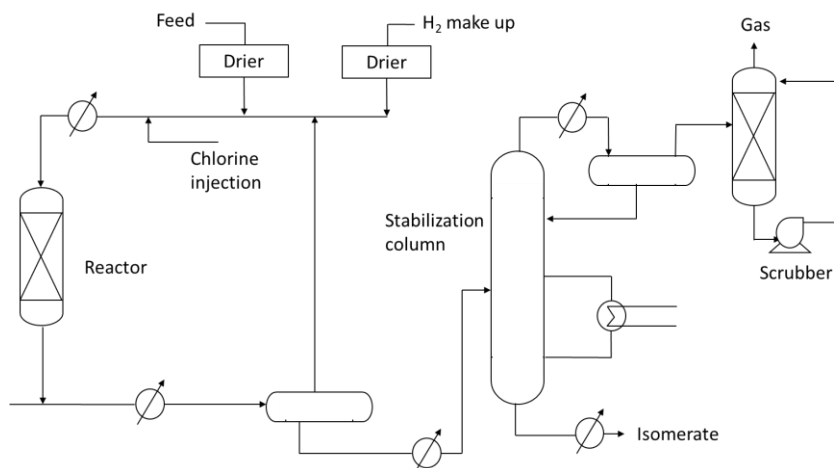 Feed
H₂ make up
Gas
Drier
Drier
Chlorine
injection
Stabilization
column
Reactor
Scrubber
Isomerate